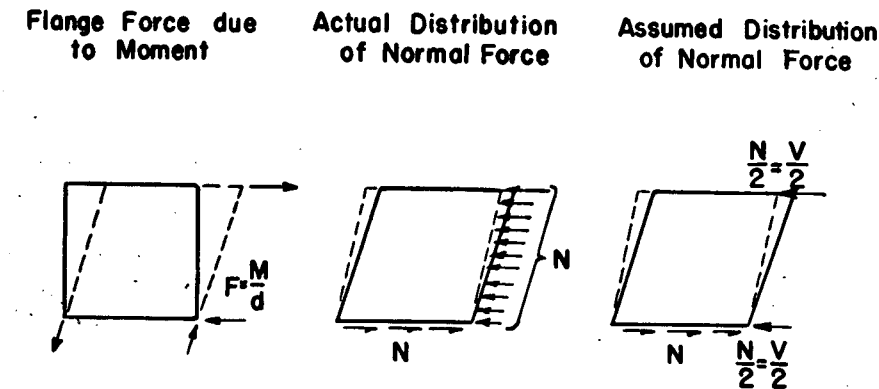 Flange Force due
to Moment
Actual Distribution
of Normal Force
Assumed Distribution
of Normal Force
F=M/d
N
N
N/2=V/2
N
N/2=V/2